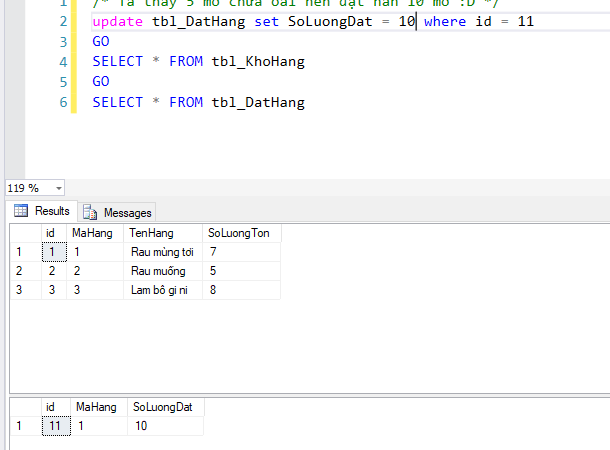 1 /* Ta thấy 5 mớ chưa oai nên đặt hẳn 10 mớ :D */
2 update tbl_DatHang set SoLuongDat = 10 where id = 11
3 GO
4 SELECT * FROM tbl_KhoHang
5 GO
6 SELECT * FROM tbl_DatHang
119 %
Results Messages
id MaHang TenHang SoLuongTon
1 1 1 Rau mùng tơi 7
2 2 2 Rau muống 5
3 3 3 Lam bô gi ni 8
id MaHang SoLuongDat
1 11 1 10